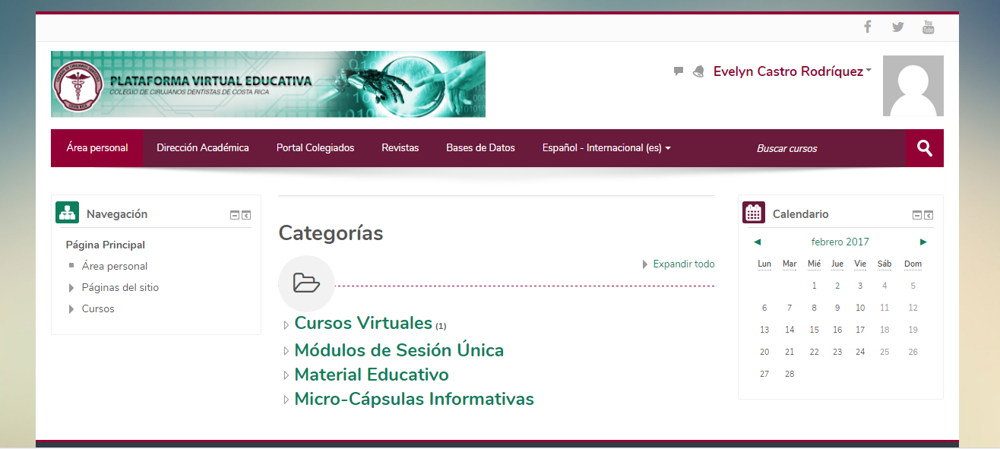 You Tube
PLATAFORMA VIRTUAL EDUCATIVA
COLEGIO DE CIRUJANOS DENTISTAS DE COSTA RICA
Evelyn Castro Rodríquez
Área personal Dirección Académica Portal Colegiados Revistas Bases de Datos Español - Internacional (es) Buscar cursos
Navegación
Página Principal
Área personal
Páginas del sitio
Cursos
Categorías
Expandir todo
Cursos Virtuales (1)
Módulos de Sesión Única
Material Educativo
Micro-Cápsulas Informativas
Calendario
◄ febrero 2017 ►
Lun Mar Mié Jue Vie Sáb Dom
1 2 3 4 5
6 7 8 9 10 11 12
13 14 15 16 17 18 19
20 21 22 23 24 25 26
27 28